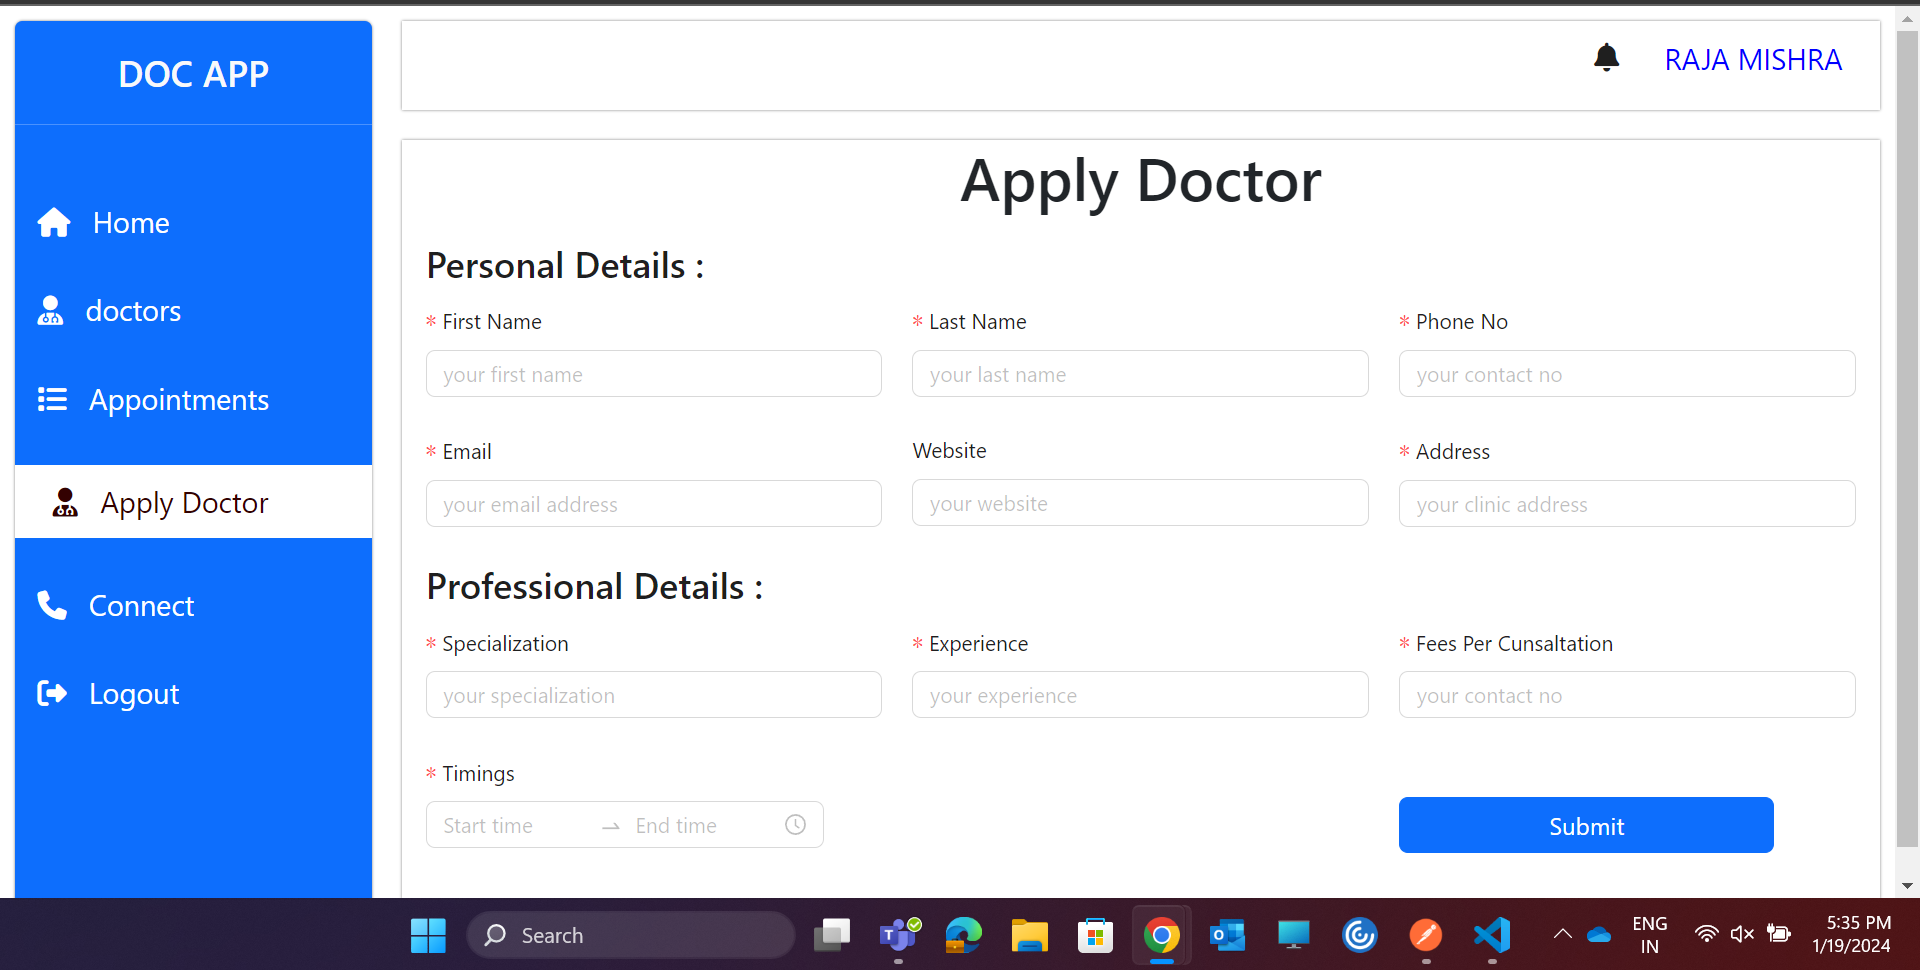 DOC APP
RAJA MISHRA
Home
doctors
Appointments
Apply Doctor
Connect
Logout
Apply Doctor
Personal Details :
* First Name
* Last Name
* Phone No
your first name
your last name
your contact no
* Email
Website
* Address
your email address
your website
your clinic address
Professional Details :
* Specialization
* Experience
* Fees Per Cunsaltation
your specialization
your experience
your contact no
* Timings
Start time
End time
Submit
Search
ENG
IN
5:35 PM
1/19/2024